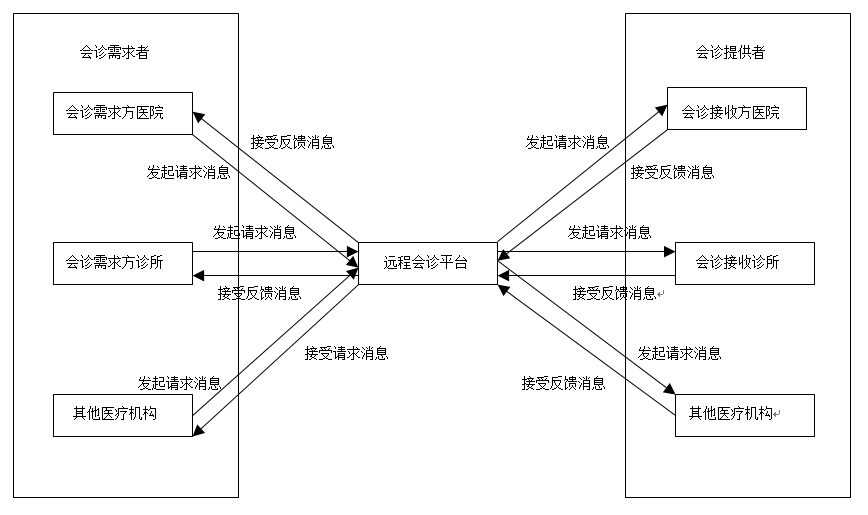 会诊需求者
会诊提供者
会诊需求方医院
会诊接收方医院
接受反馈消息
发起请求消息
发起请求消息
接受反馈消息
发起请求消息
发起请求消息
会诊需求方诊所
远程会诊平台
会诊接收诊所
接受反馈消息
接受反馈消息
接受请求消息
发起请求消息
发起请求消息
接受反馈消息
其他医疗机构
其他医疗机构